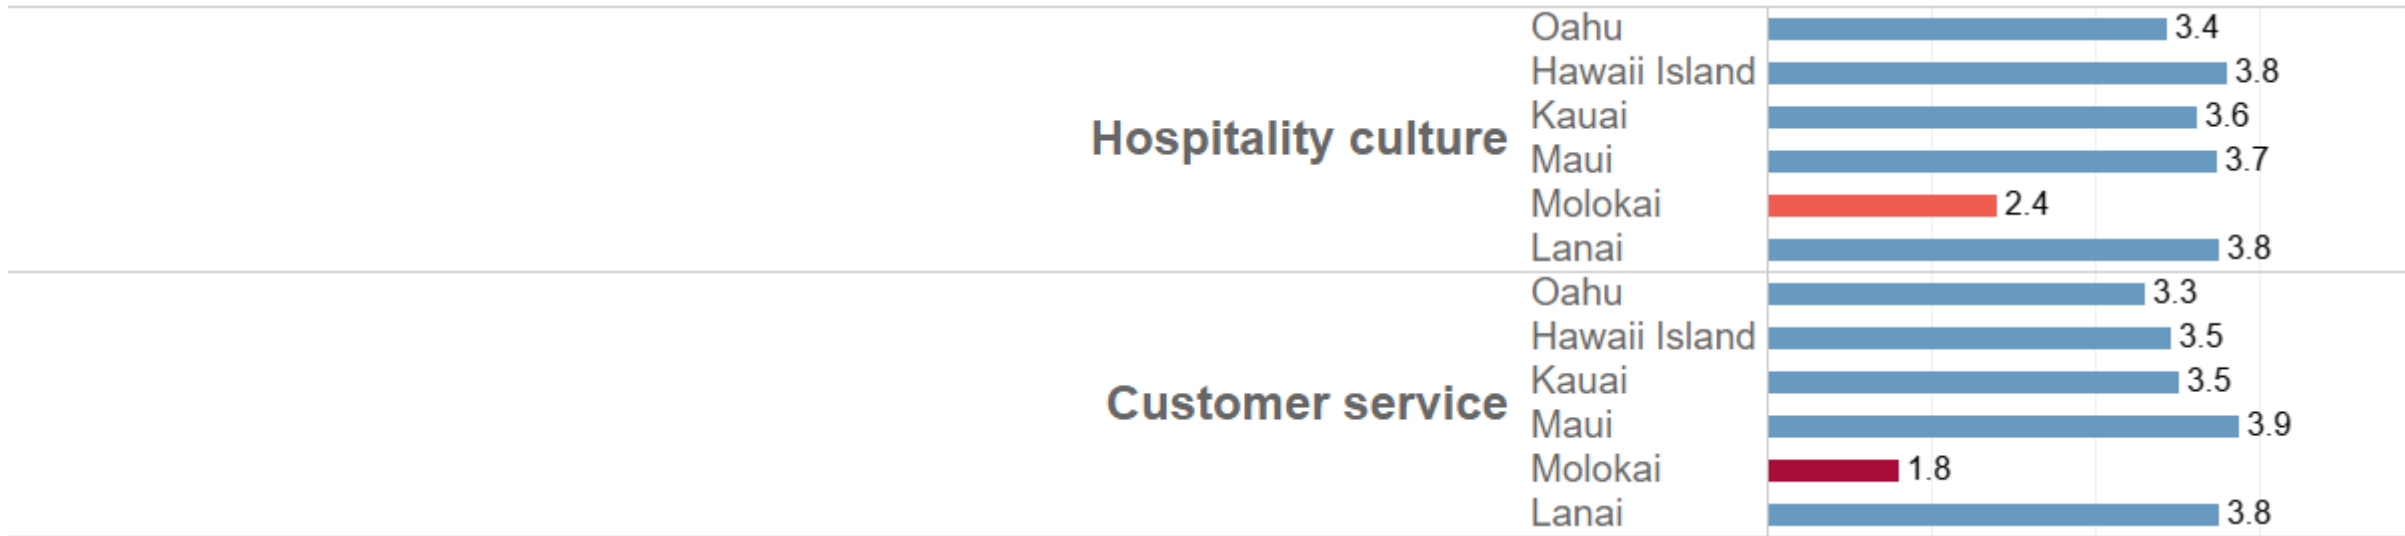 Hospitality culture
Oahu 3.4
Hawaii Island 3.8
Kauai 3.6
Maui 3.7
Molokai 2.4
Lanai 3.8
Customer service
Oahu 3.3
Hawaii Island 3.5
Kauai 3.5
Maui 3.9
Molokai 1.8
Lanai 3.8